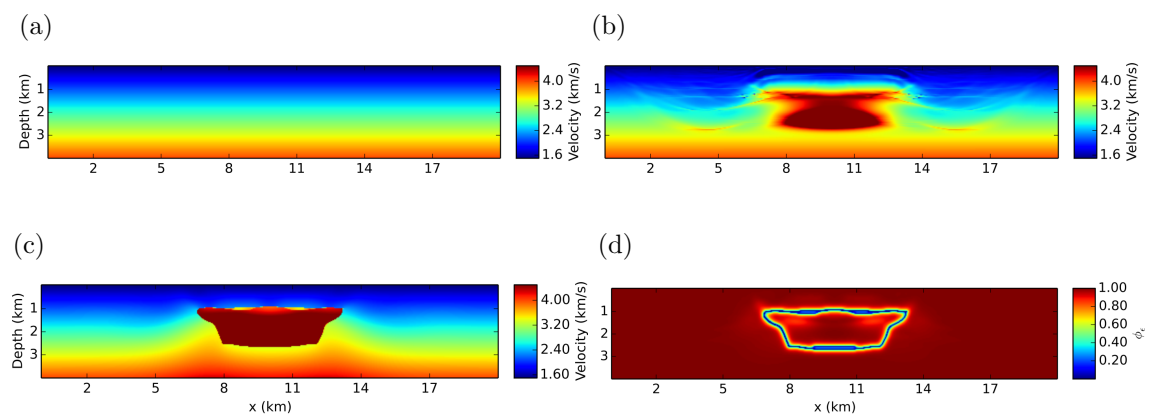 (a)
(b)
Depth (km)
1
2
3
2 5 8 11 14 17
4.0
3.2
2.4
1.6
Velocity (km/s)
1
2
3
2 5 8 11 14 17
4.0
3.2
2.4
1.6
Velocity (km/s)
(c)
(d)
Depth (km)
1
2
3
2 5 8 11 14 17
x (km)
4.00
3.20
2.40
1.60
Velocity (km/s)
1
2
3
2 5 8 11 14 17
x (km)
1.00
0.80
0.60
0.40
0.20
ϕ_ϵ